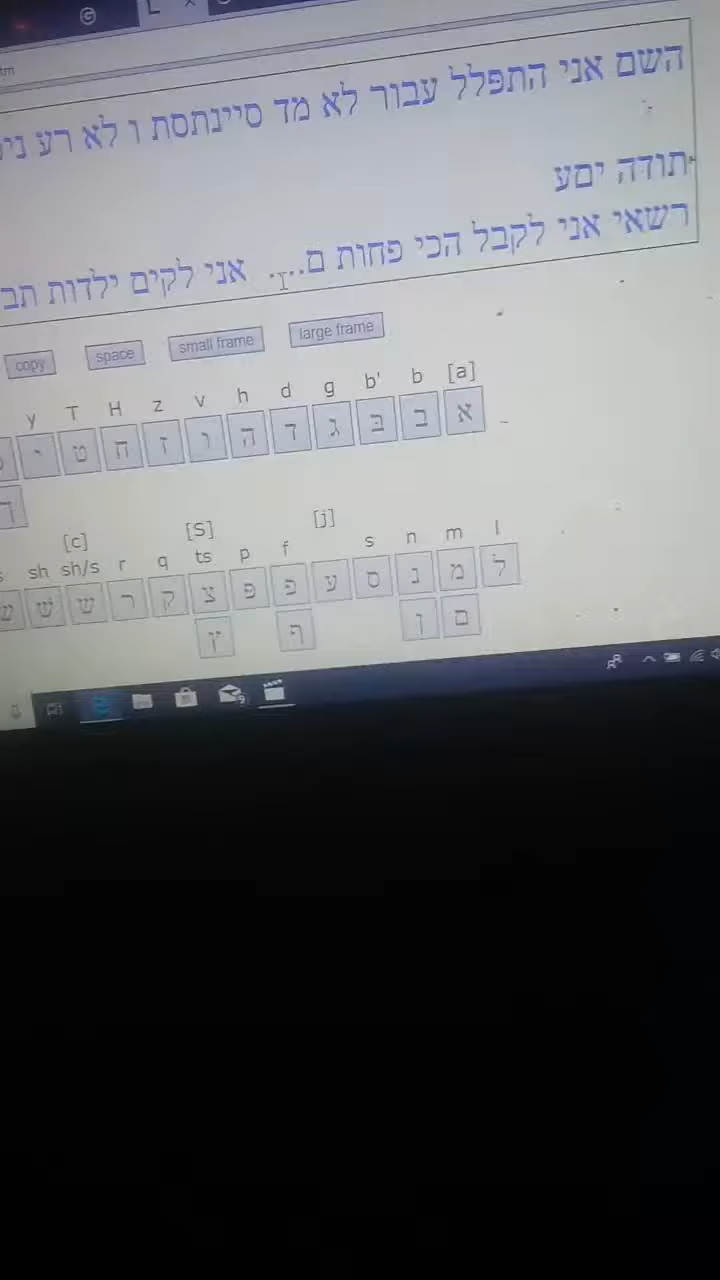 השם אני התפלל עבור לא מד סיינתסת ו לא רע
תודה יסע
רשאי אני לקבל הכי פחות ם.... אני לקים ילדות
copy space small frame large frame
y T H z v h d g b' b [a]
י ט ח ז ו ה ד ג בּ ב א
[c] [S] [j]
sh sh/s r q ts p f s n m l
שׁ ש ר ק צ פּ פ ע ס נ מ ל
ץ ף ן ם